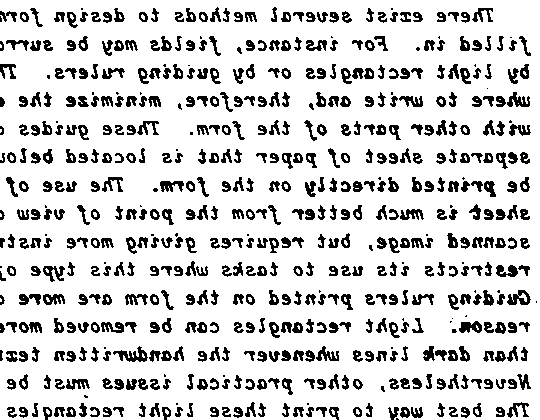 There exist several methods to design form
filled in. For instance, fields may be surro
by light rectangles or by guiding rulers. Th
where to write and, therefore, minimize the
with other parts of the form. These guides
separate sheet of paper that is located below
be printed directly on the form. The use of
sheet is much better from the point of view
scanned image, but requires giving more instr
restricts its use to tasks where this type of
Guiding rulers printed on the form are more
reason. Light rectangles can be removed more
than dark lines whenever the handwritten text
Nevertheless, other practical issues must be
The best way to print these light rectangles